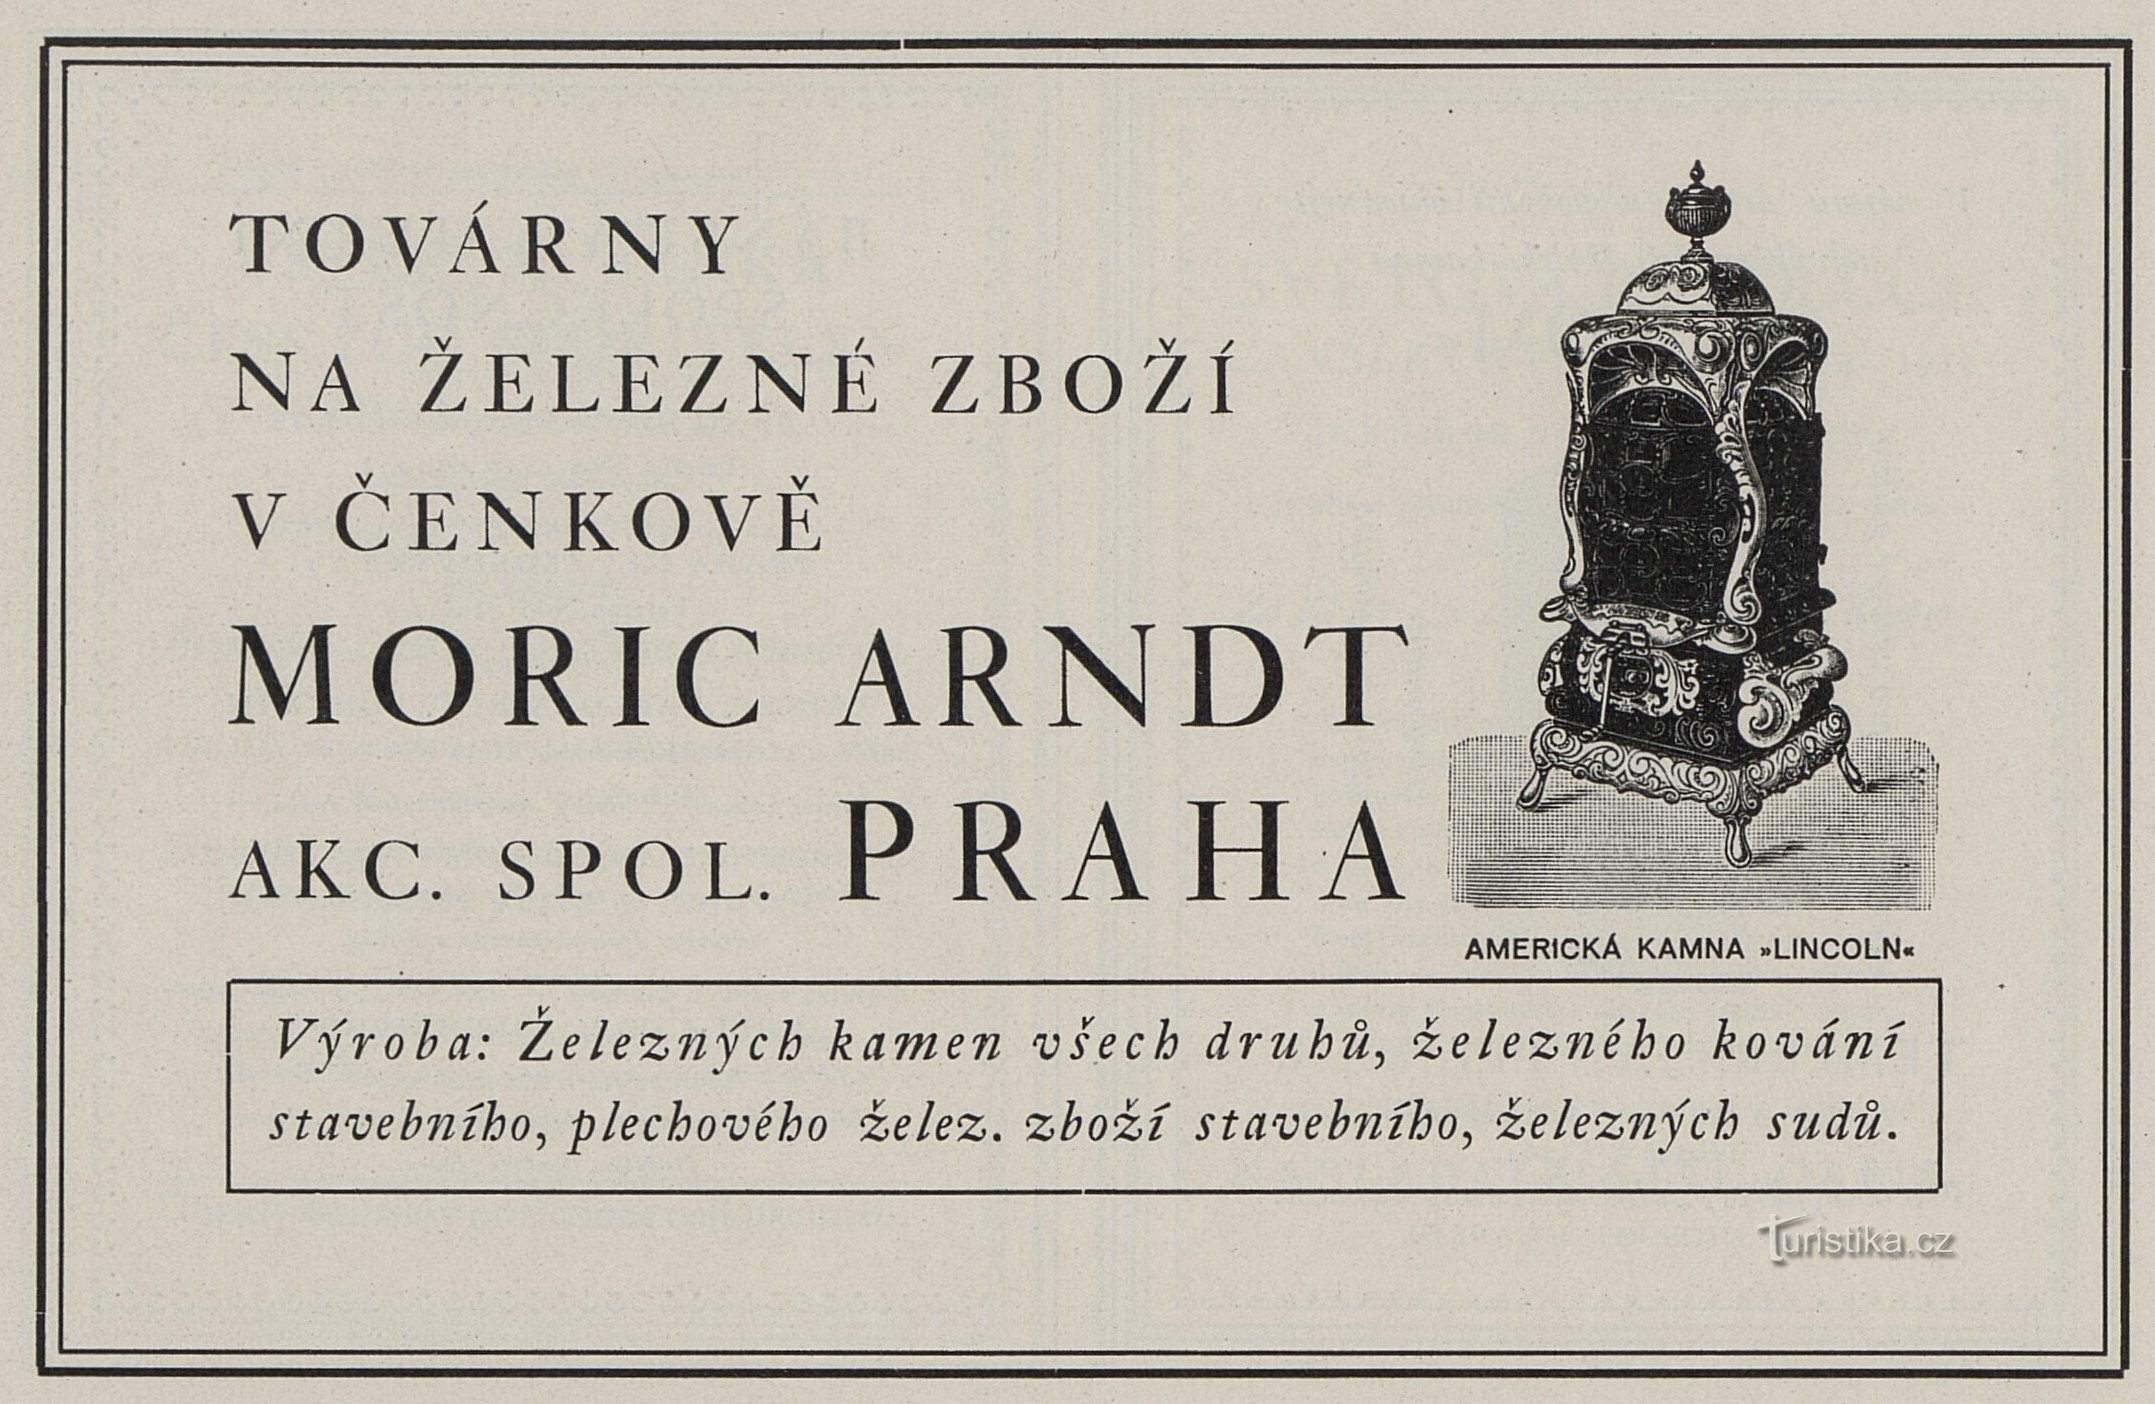 TOVÁRNY
NA ŽELEZNÉ ZBOŽÍ
V ČENKOVĚ
MORIC ARNDT
AKC. SPOL. PRAHA
AMERICKÁ KAMNA »LINCOLN«
Výroba: Železných kamen všech druhů, železného kování
stavebního, plechového želez. zboží stavebního, železných sudů.
Turistika.cz